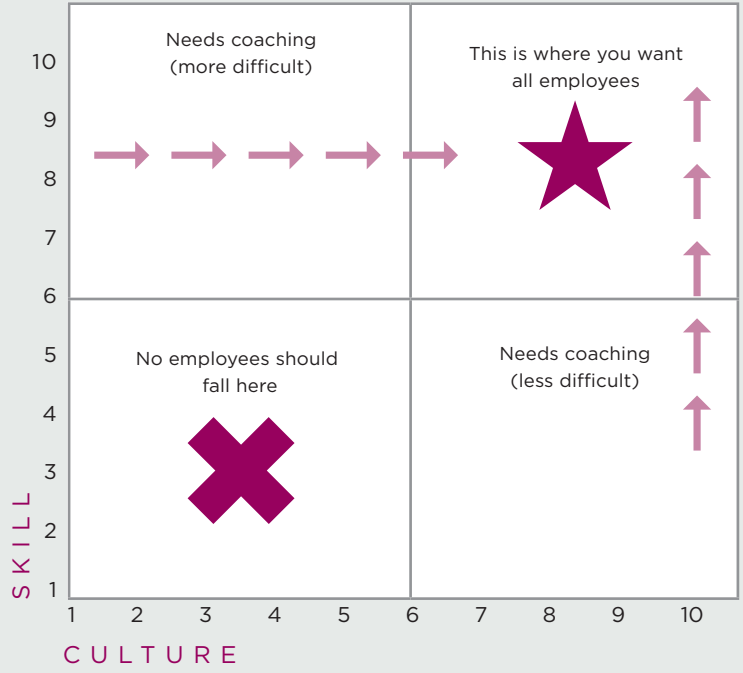 Needs coaching
(more difficult)
This is where you want
all employees
10
9
8
7
6
No employees should
fall here
Needs coaching
(less difficult)
5
4
3
2
1
SKILL
1 2 3 4 5 6 7 8 9 10
CULTURE